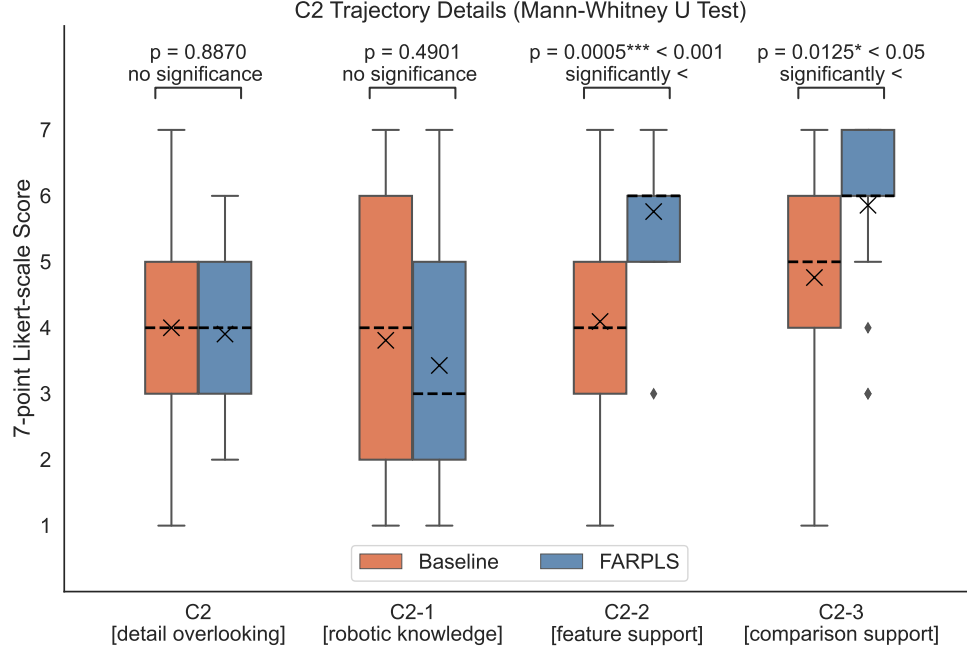 C2 Trajectory Details (Mann-Whitney U Test)
p = 0.8870
no significance
p = 0.4901
no significance
p = 0.0005*** < 0.001
significantly <
p = 0.0125* < 0.05
significantly <
7-point Likert-scale Score
7
6
5
4
3
2
1
Baseline
FARPLS
C2
[detail overlooking]
C2-1
[robotic knowledge]
C2-2
[feature support]
C2-3
[comparison support]